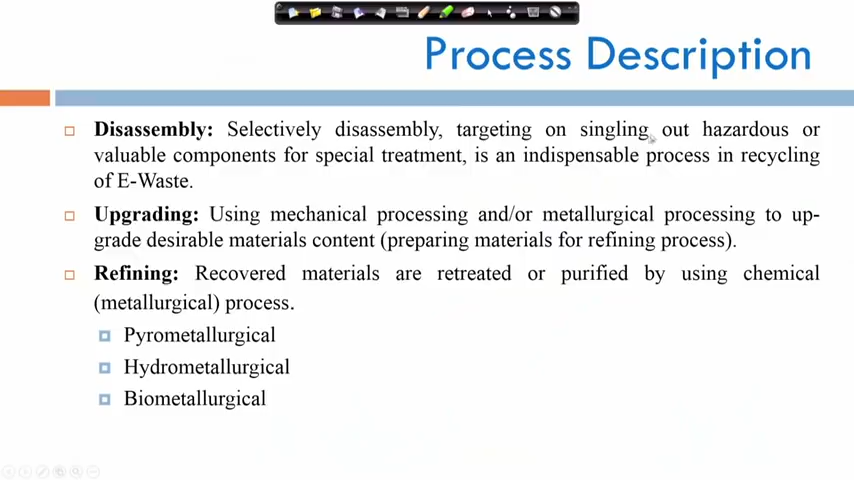 Process Description
Disassembly: Selectively disassembly, targeting on singling out hazardous or
valuable components for special treatment, is an indispensable process in recycling
of E-Waste.
Upgrading: Using mechanical processing and/or metallurgical processing to up-
grade desirable materials content (preparing materials for refining process).
Refining: Recovered materials are retreated or purified by using chemical
(metallurgical) process.
Pyrometallurgical
Hydrometallurgical
Biometallurgical